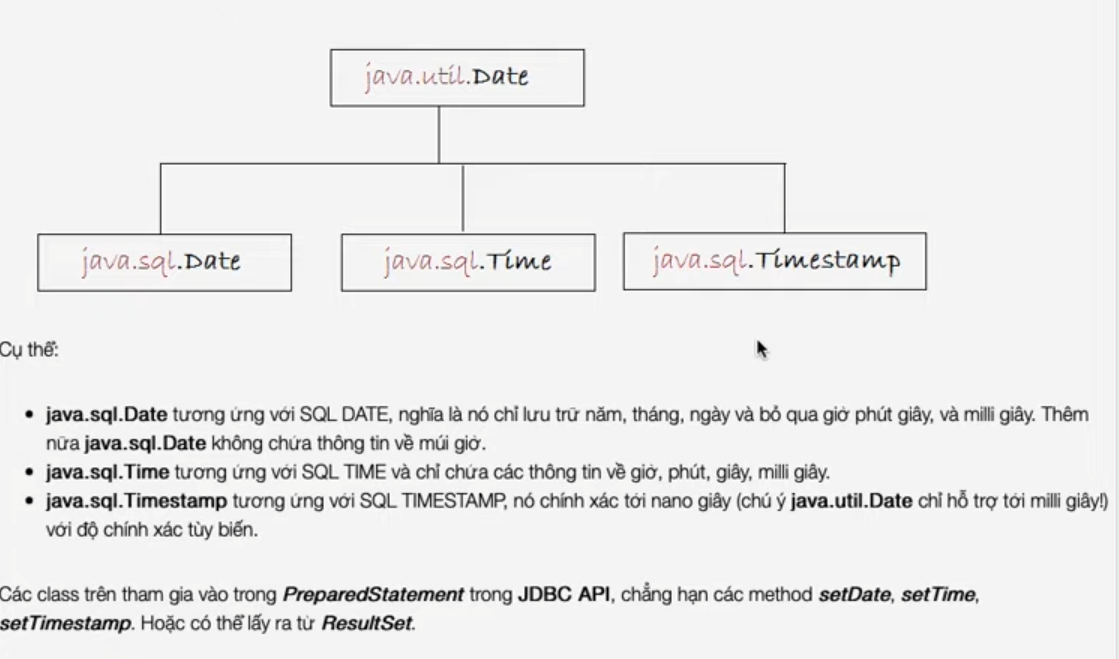 java.util.Date
java.sql.Date
java.sql.Time
java.sql.Timestamp
Cụ thể:
• java.sql.Date tương ứng với SQL DATE, nghĩa là nó chỉ lưu trữ năm, tháng, ngày và bỏ qua giờ phút giây, và milli giây. Thêm
nữa java.sql.Date không chứa thông tin về múi giờ.
• java.sql.Time tương ứng với SQL TIME và chỉ chứa các thông tin về giờ, phút, giây, milli giây.
• java.sql.Timestamp tương ứng với SQL TIMESTAMP, nó chính xác tới nano giây (chú ý java.util.Date chỉ hỗ trợ tới milli giây!)
với độ chính xác tùy biến.
Các class trên tham gia vào trong PreparedStatement trong JDBC API, chẳng hạn các method setDate, setTime,
setTimestamp. Hoặc có thể lấy ra từ ResultSet.